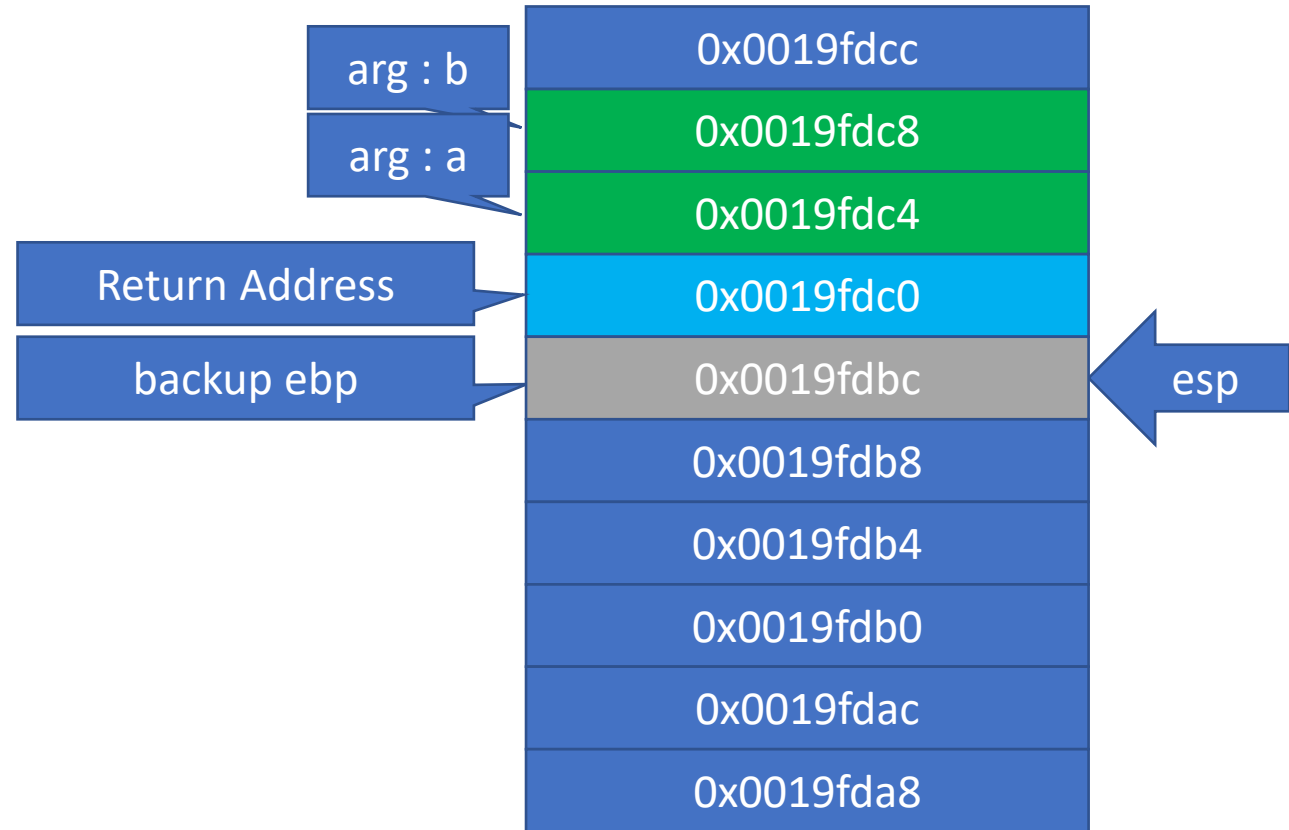 0x0019fdcc
arg : b
0x0019fdc8
arg : a
0x0019fdc4
Return Address
0x0019fdc0
backup ebp
0x0019fdbc
esp
0x0019fdb8
0x0019fdb4
0x0019fdb0
0x0019fdac
0x0019fda8